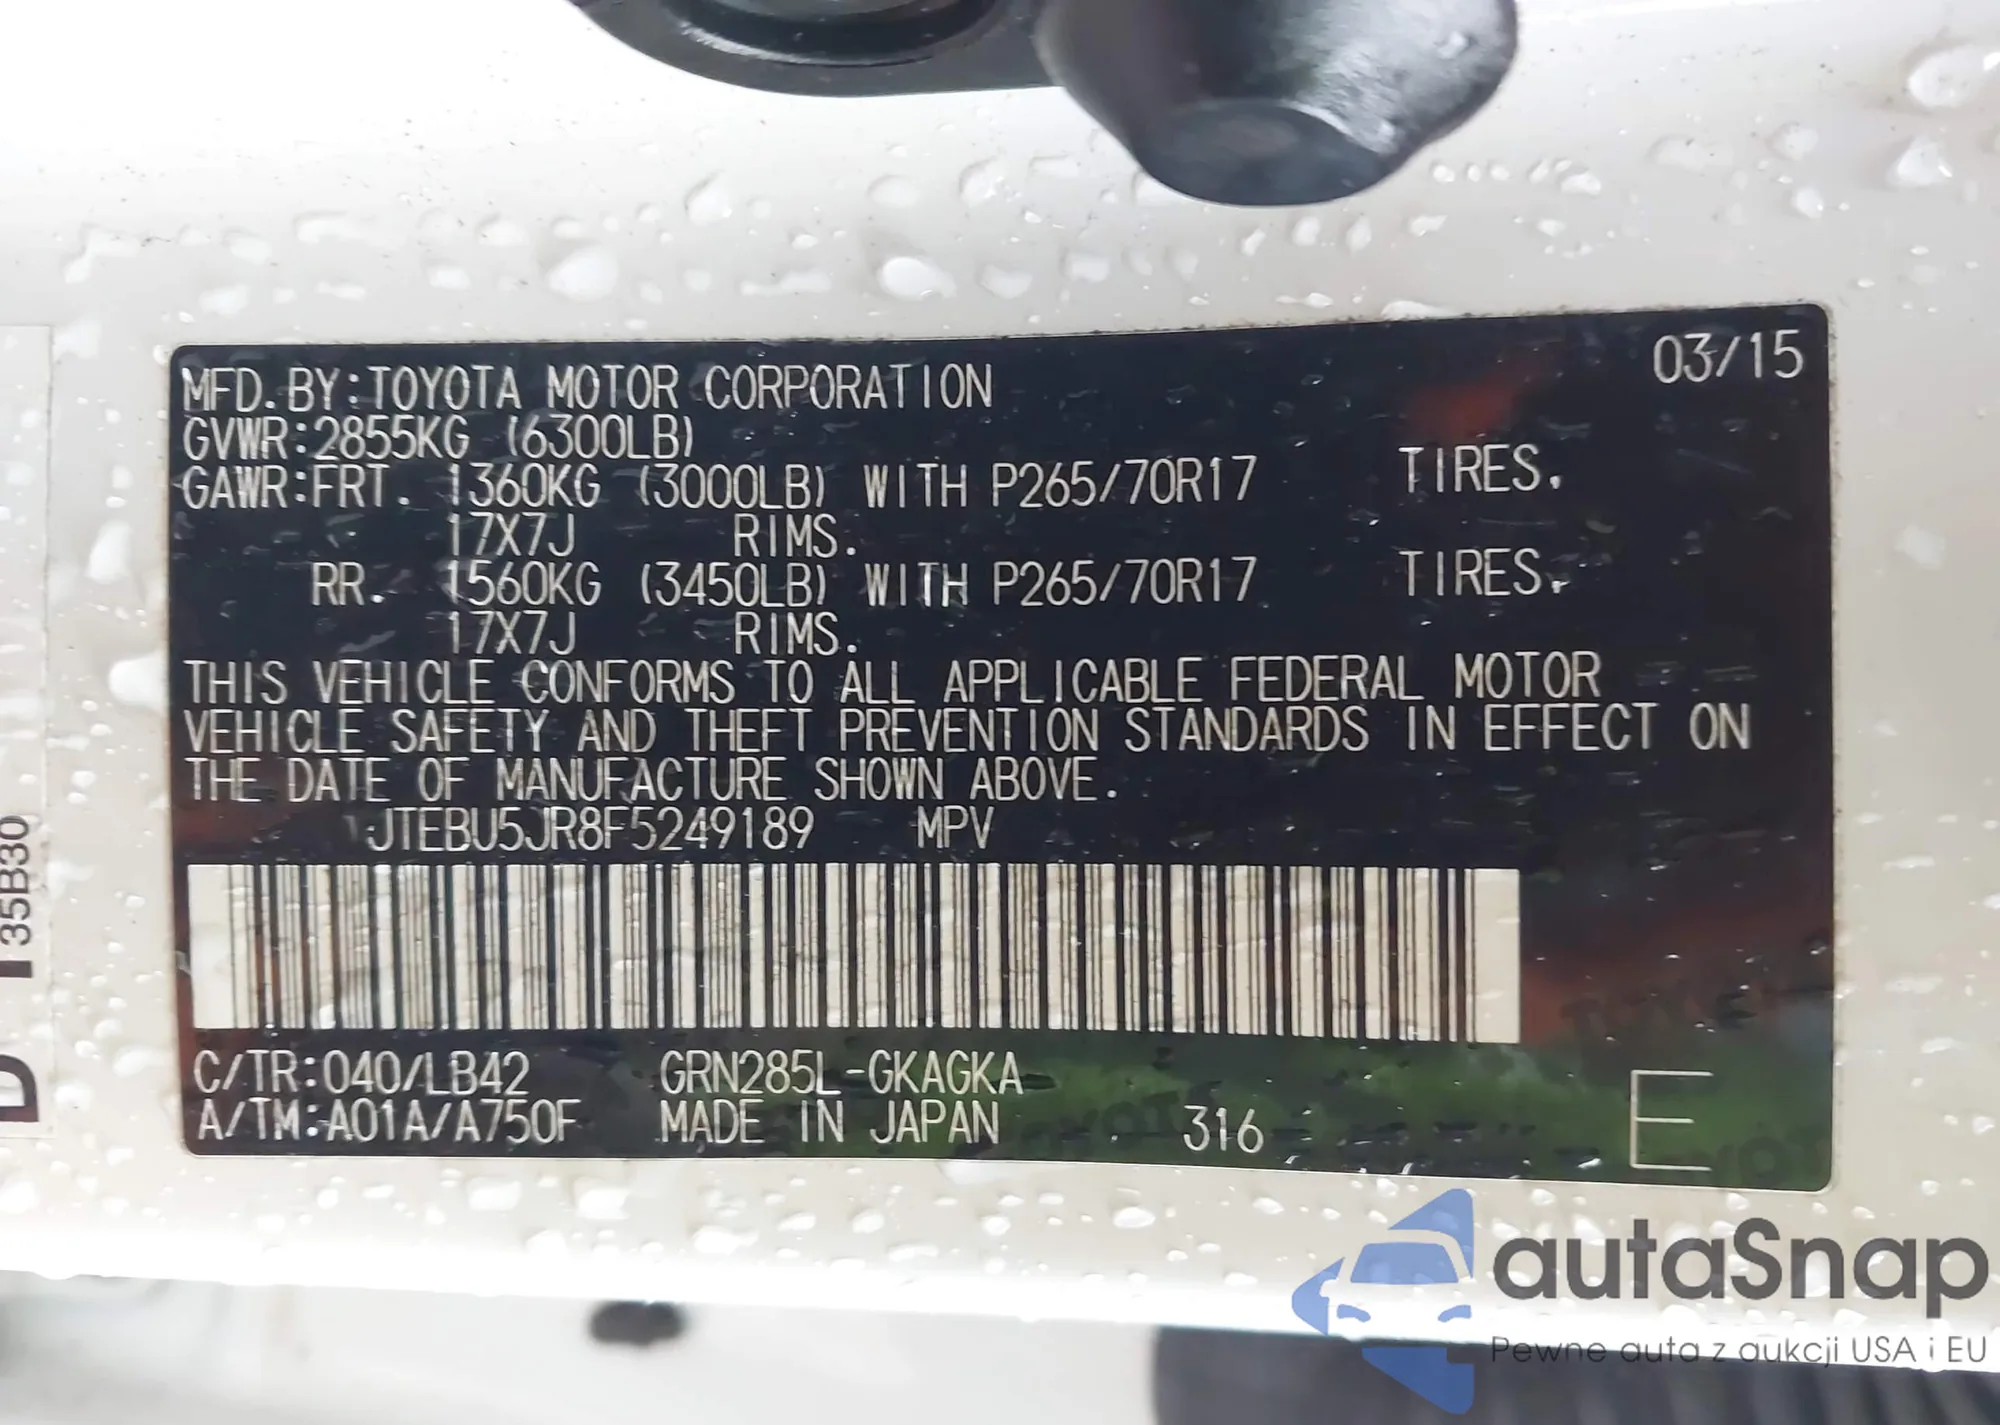 03/15
MFD. BY:TOYOTA MOTOR CORPORATION
GVWR:2855KG (6300LB)
GAWR:FRT. 1360KG (3000LB) WITH P265/70R17 TIRES.
17X7J RIMS.
RR. 1560KG (3450LB) WITH P265/70R17 TIRES.
17X7J RIMS.
THIS VEHICLE CONFORMS TO ALL APPLICABLE FEDERAL MOTOR
VEHICLE SAFETY AND THEFT PREVENTION STANDARDS IN EFFECT ON
THE DATE OF MANUFACTURE SHOWN ABOVE.
JTEBU5JR8F5249189 MPV
C/TR:040/LB42 GRN285L-GKAGKA
A/TM:A01A/A750F MADE IN JAPAN 316 E
35B30
autaSnap
Pewne auta z aukcji USA i EU